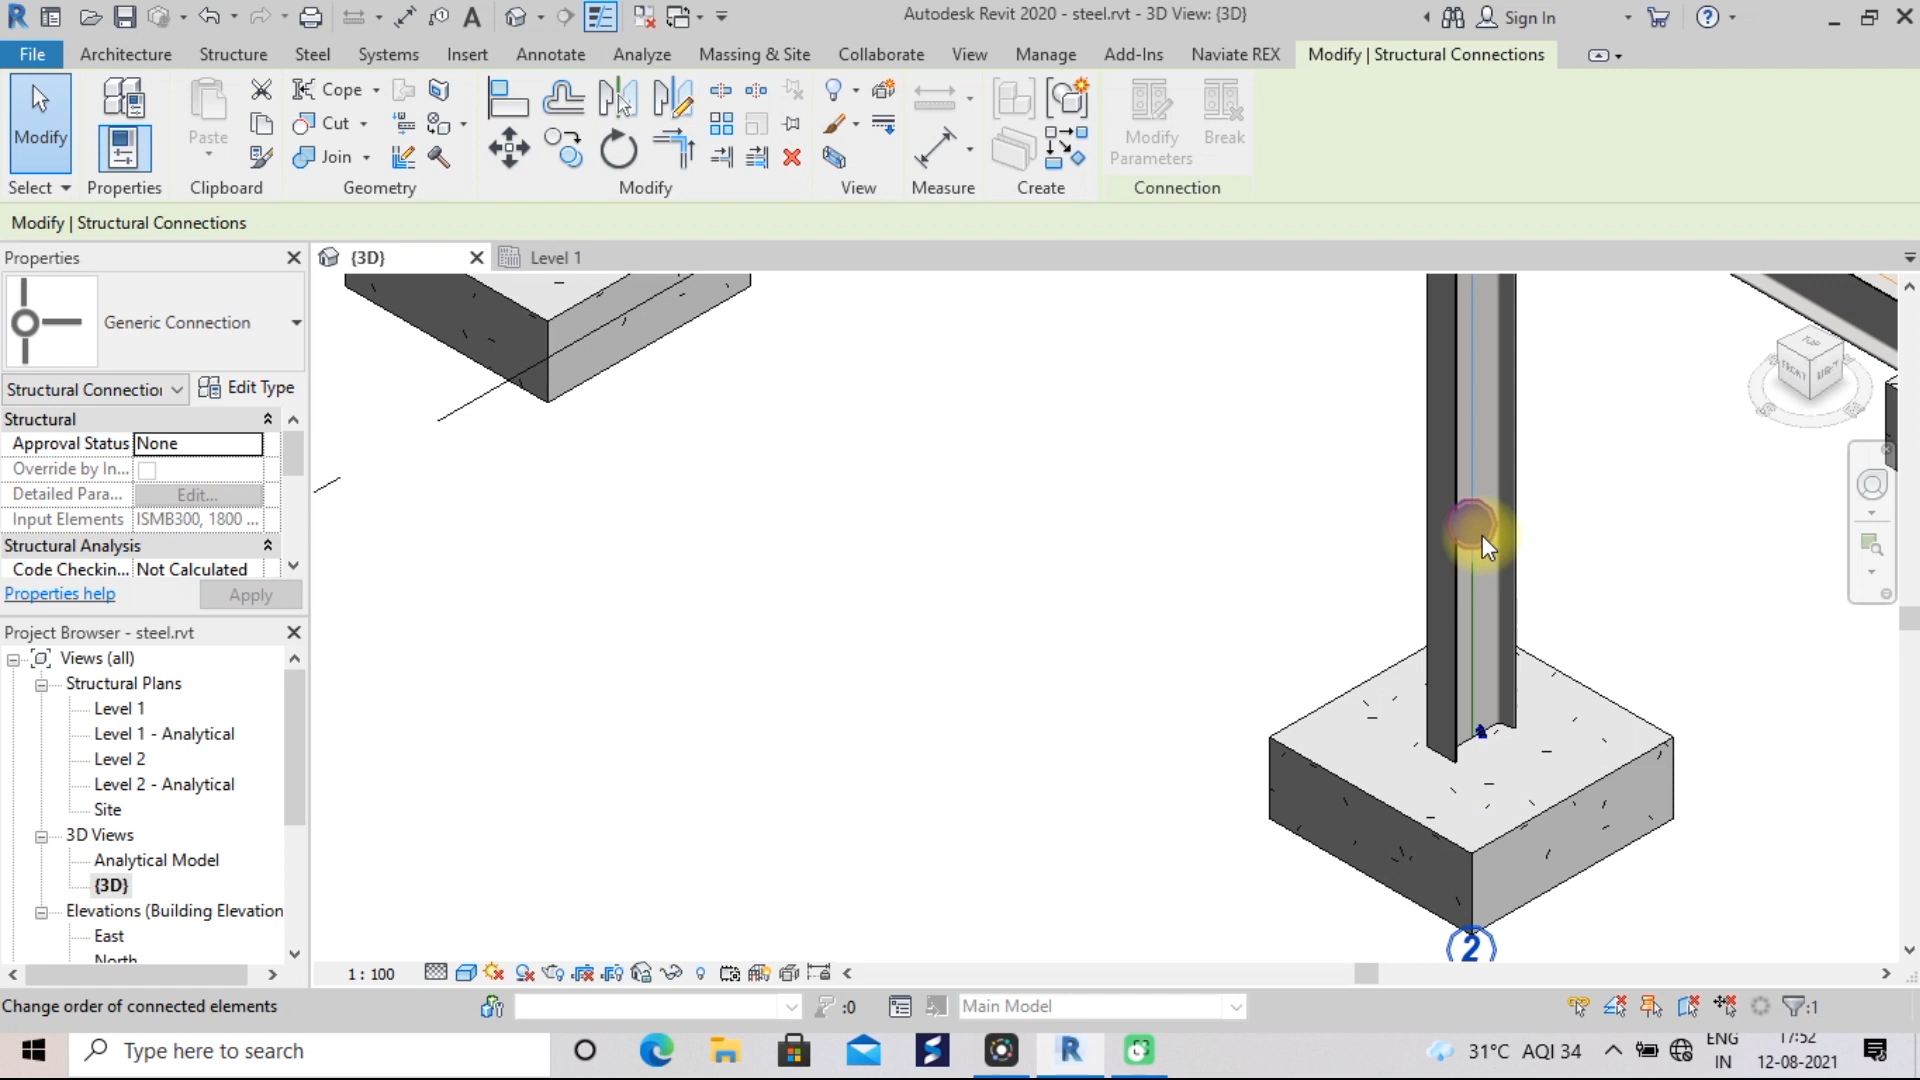 Autodesk Revit 2020 - steel.rvt - 3D View: {3D}
Sign In
File
Architecture
Structure
Steel
Systems
Insert
Annotate
Analyze
Massing & Site
Collaborate
View
Manage
Add-Ins
Naviate REX
Modify | Structural Connections
Modify
Paste
Cope
Cut
Join
Modify Parameters
Break
Select
Properties
Clipboard
Geometry
Modify
View
Measure
Create
Connection
Modify | Structural Connections
Properties
{3D}
Level 1
Generic Connection
Structural Connectior
Edit Type
Structural
Approval Status
None
Override by In...
Detailed Para...
Edit...
Input Elements
ISMB300, 1800 ...
Structural Analysis
Code Checkin...
Not Calculated
Properties help
Apply
Project Browser - steel.rvt
Views (all)
Structural Plans
Level 1
Level 1 - Analytical
Level 2
Level 2 - Analytical
Site
3D Views
Analytical Model
{3D}
Elevations (Building Elevation
East
North
TOP
FRONT
2
1 : 100
Change order of connected elements
:0
Main Model
:1
Type here to search
31°C AQI 34
ENG
IN
17:52
12-08-2021